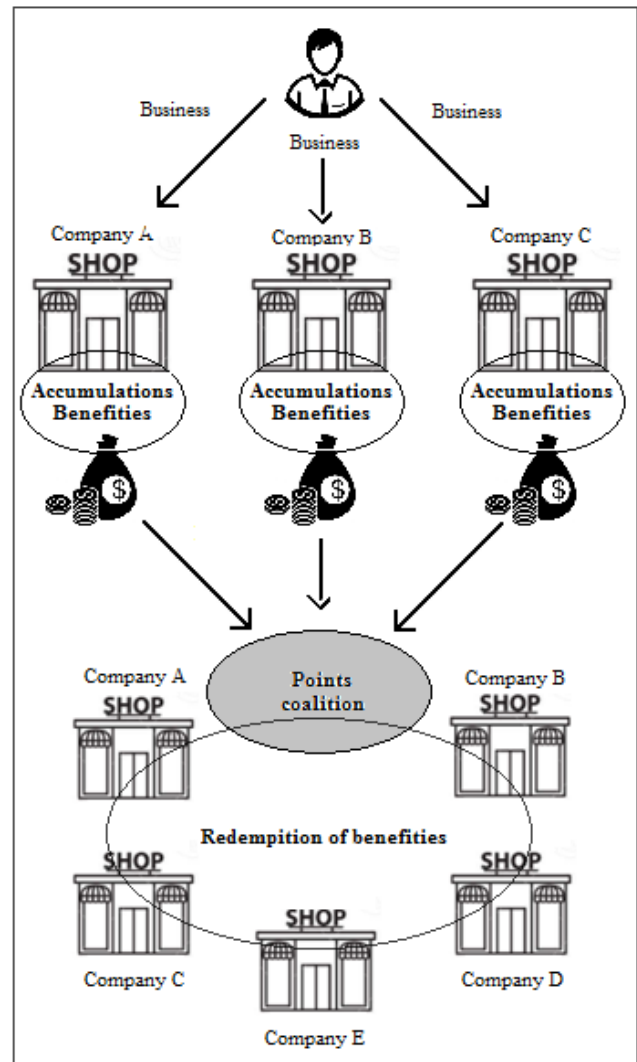 Business
Business
Business
Company A
Company B
Company C
SHOP
SHOP
SHOP
Accumulations
Benefities
Accumulations
Benefities
Accumulations
Benefities
$
$
$
Points
coalition
Company A
Company B
SHOP
SHOP
Redempition of benefities
SHOP
SHOP
SHOP
Company C
Company D
Company E